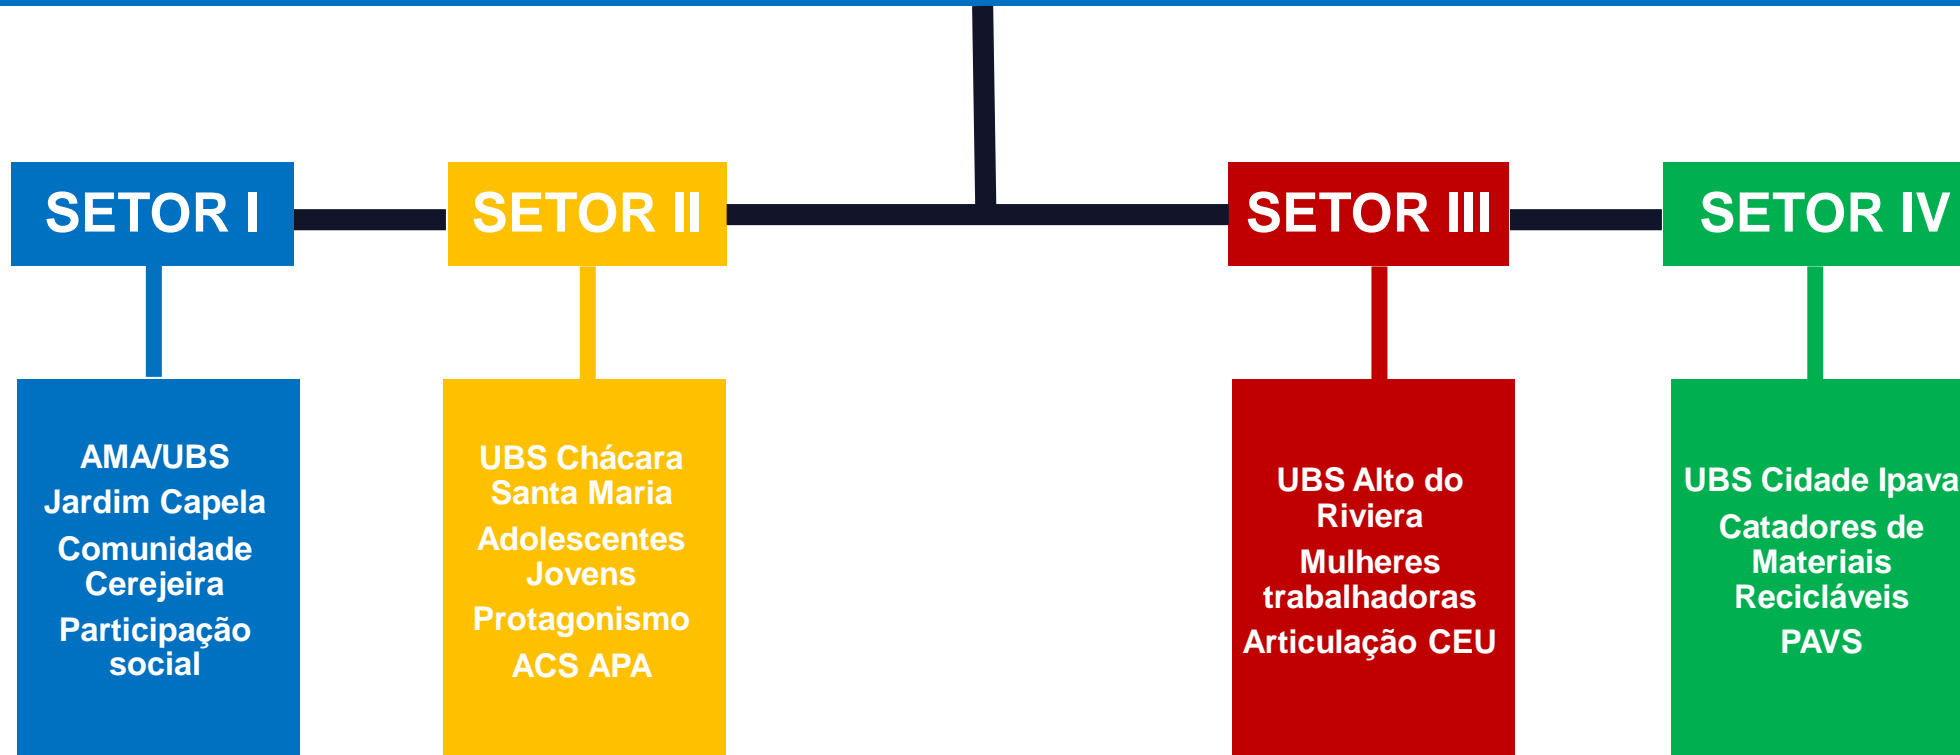 SETOR I
SETOR II
SETOR III
SETOR IV
AMA/UBS
Jardim Capela
Comunidade
Cerejeira
Participação
social
UBS Chácara
Santa Maria
Adolescentes
Jovens
Protagonismo
ACS APA
UBS Alto do
Riviera
Mulheres
trabalhadoras
Articulação CEU
UBS Cidade Ipava
Catadores de
Materiais
Recicláveis
PAVS